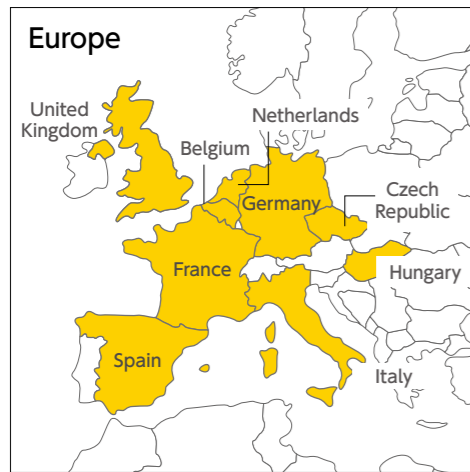 Europe
United
Kingdom
Netherlands
Belgium
Germany
Czech
Republic
France
Hungary
Spain
Italy